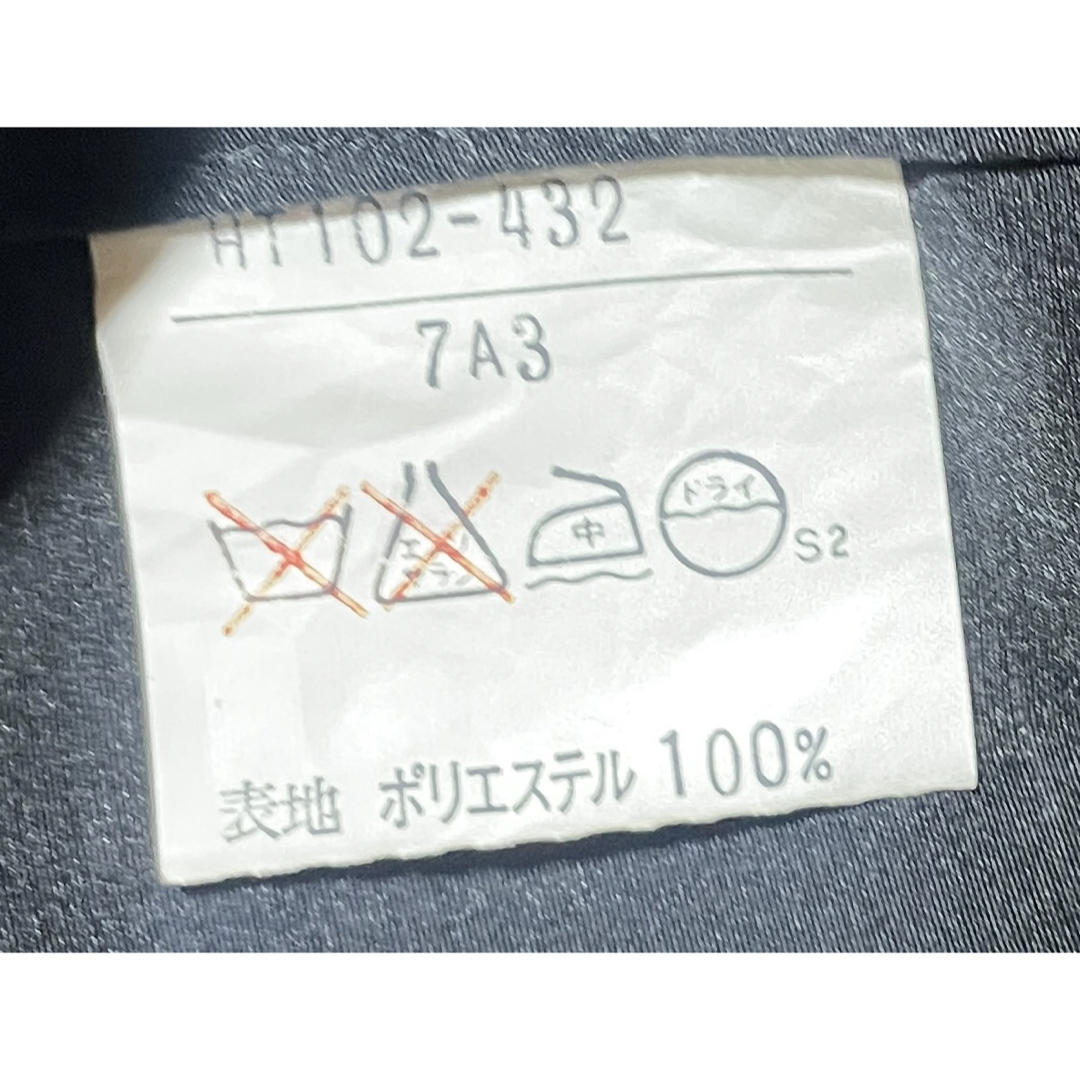 HT102-432
7A3
エンソ
サラシ
中
ドライ
S2
表地 ポリエステル 100%